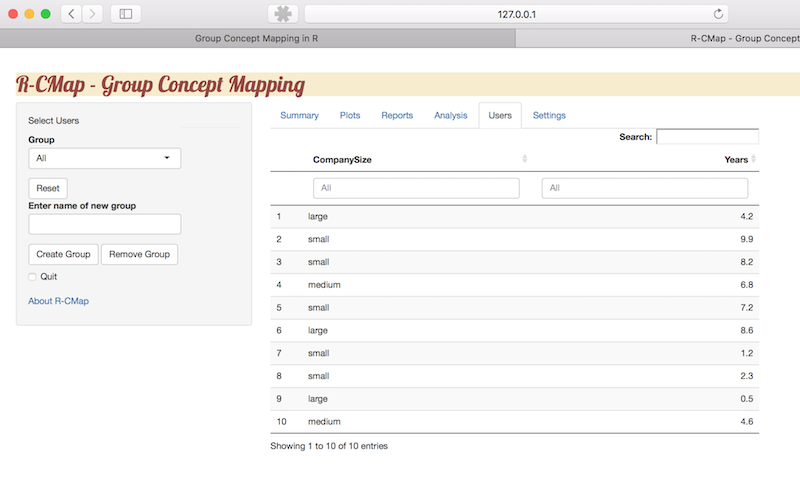 127.0.0.1
Group Concept Mapping in R
R-CMap - Group Concept
R-CMap - Group Concept Mapping
Select Users
Group
All
Reset
Enter name of new group
Create Group Remove Group
Quit
About R-CMap
Summary Plots Reports Analysis Users Settings
Search:
CompanySize Years
All All
1 large 4.2
2 small 9.9
3 small 8.2
4 medium 6.8
5 small 7.2
6 large 8.6
7 small 1.2
8 small 2.3
9 large 0.5
10 medium 4.6
Showing 1 to 10 of 10 entries